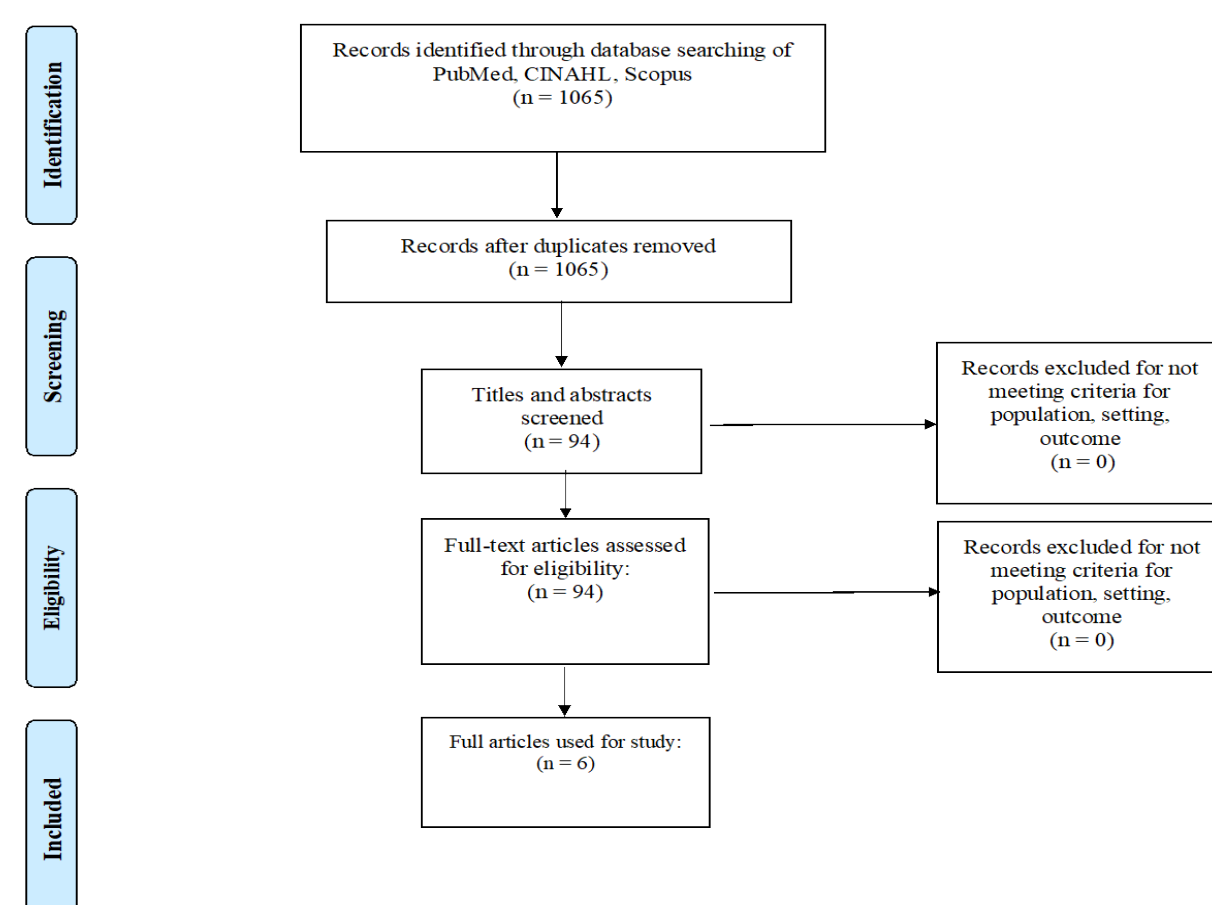 Identification
Records identified through database searching of
PubMed, CINAHL, Scopus
(n = 1065)
Records after duplicates removed
(n = 1065)
Screening
Titles and abstracts
screened
(n = 94)
Records excluded for not
meeting criteria for
population, setting,
outcome
(n = 0)
Eligibility
Full-text articles assessed
for eligibility:
(n = 94)
Records excluded for not
meeting criteria for
population, setting,
outcome
(n = 0)
Included
Full articles used for study:
(n = 6)